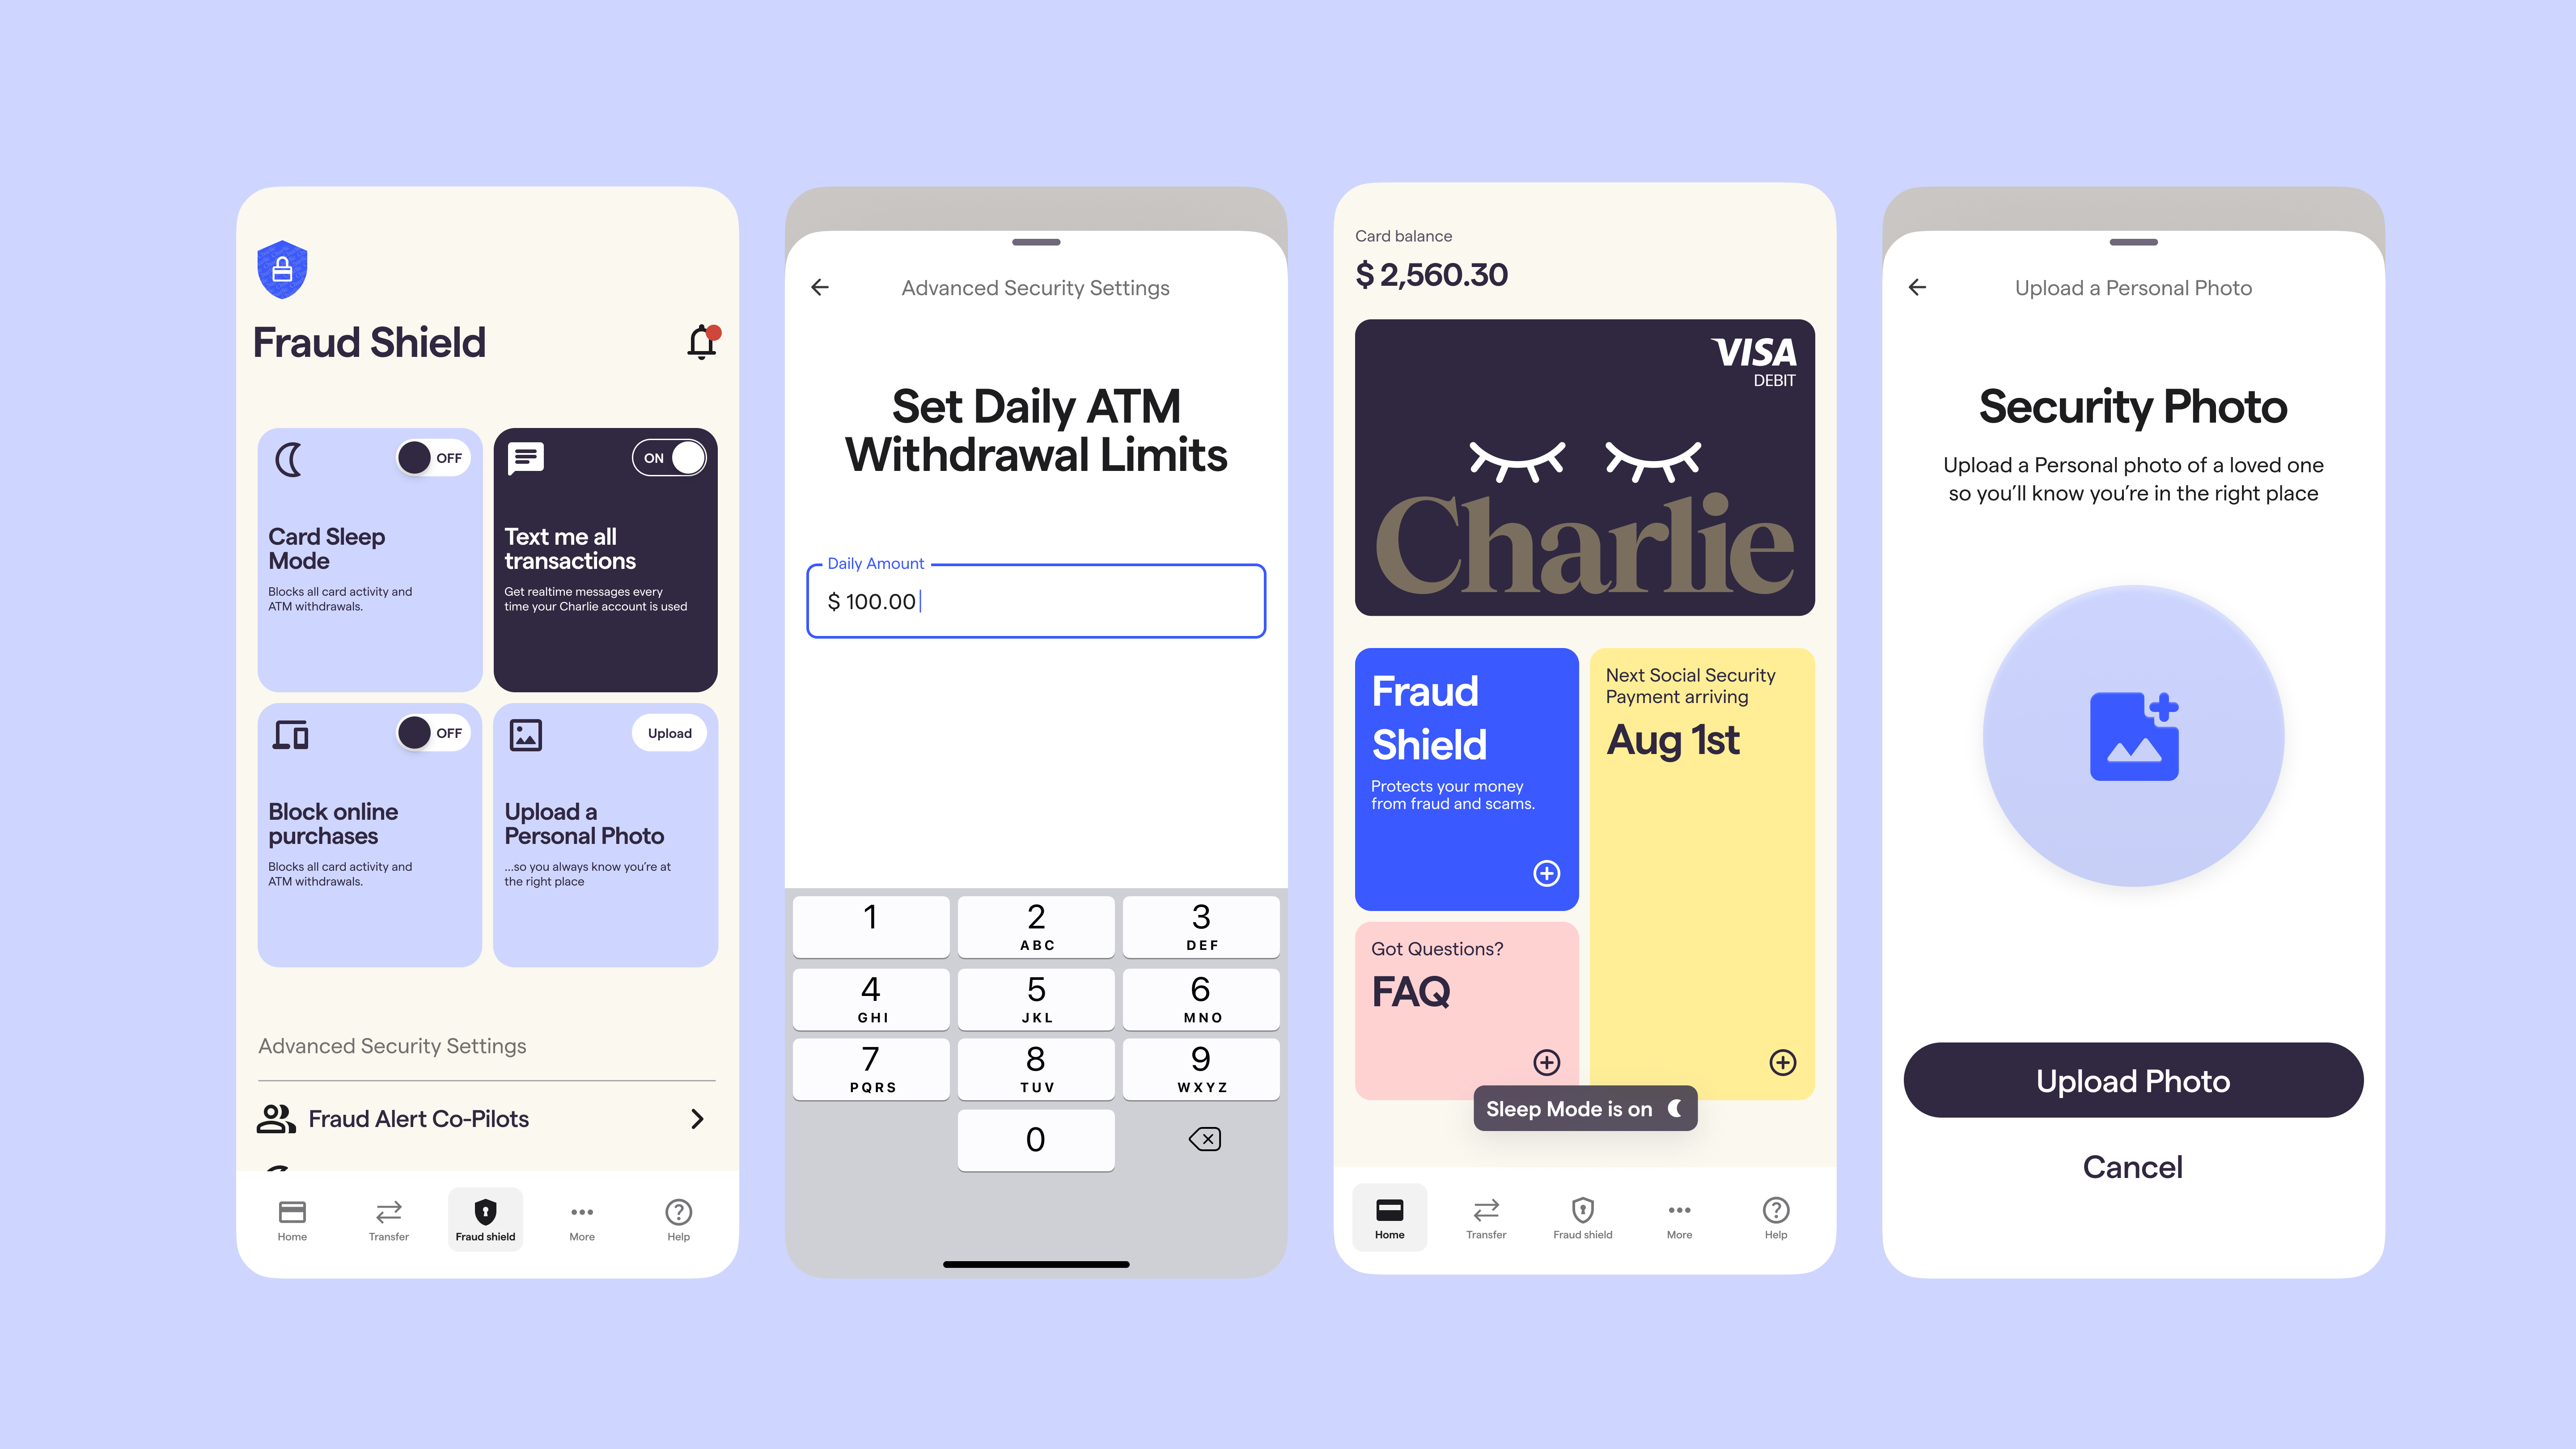 Fraud Shield
OFF
ON
Card Sleep
Mode
Blocks all card activity and
ATM withdrawals.
Text me all
transactions
Get realtime messages every
time your Charlie account is used
OFF
Upload
Block online
purchases
Blocks all card activity and
ATM withdrawals.
Upload a
Personal Photo
...so you always know you're at
the right place
Advanced Security Settings
Fraud Alert Co-Pilots
Home
Transfer
Fraud shield
More
Help
Advanced Security Settings
Set Daily ATM
Withdrawal Limits
Daily Amount
$ 100.00
1
2
ABC
3
DEF
4
GHI
5
JKL
6
MNO
7
PQRS
8
TUV
9
WXYZ
0
Card balance
$ 2,560.30
VISA
DEBIT
Charlie
Fraud
Shield
Protects your money
from fraud and scams.
Next Social Security
Payment arriving
Aug 1st
Got Questions?
FAQ
Sleep Mode is on
Home
Transfer
Fraud shield
More
Help
Upload a Personal Photo
Security Photo
Upload a Personal photo of a loved one
so you'll know you're in the right place
Upload Photo
Cancel